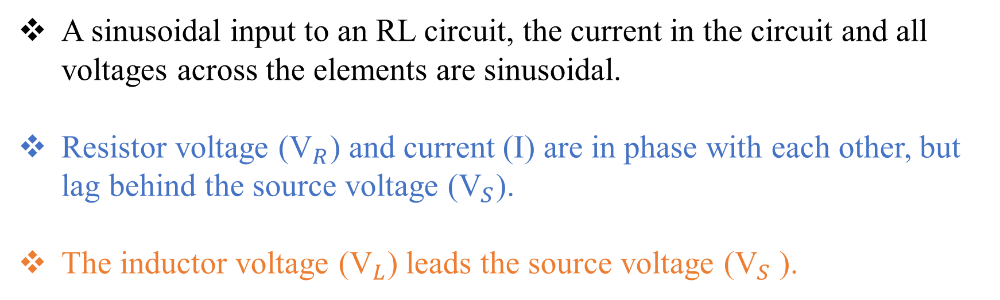 ❖ A sinusoidal input to an RL circuit, the current in the circuit and all
voltages across the elements are sinusoidal.
❖ Resistor voltage (V_R) and current (I) are in phase with each other, but
lag behind the source voltage (V_S).
❖ The inductor voltage (V_L) leads the source voltage (V_S ).